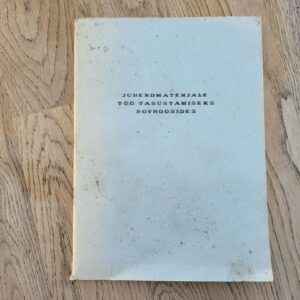 JUHENDMATERJALE
TÖÖ TASUSTAMISEKS
SOVHOOSIDES